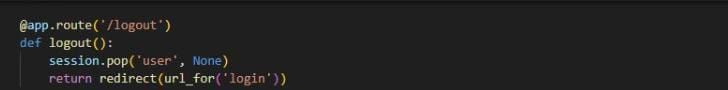 @app.route('/logout')
def logout():
    session.pop('user', None)
    return redirect(url_for('login'))